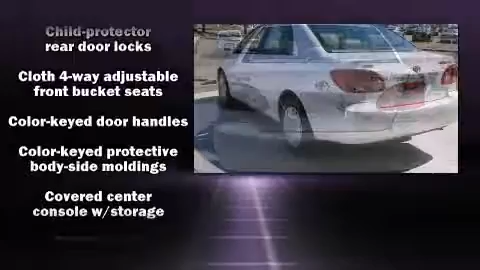 Child-protector
rear door locks
Cloth 4-way adjustable
front bucket seats
Color-keyed door handles
Color-keyed protective
body-side moldings
Covered center
console w/storage